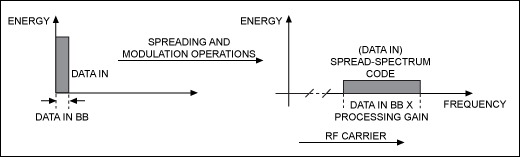 ENERGY
DATA IN
DATA IN BB
SPREADING AND
MODULATION OPERATIONS
ENERGY
(DATA IN)
SPREAD-SPECTRUM
CODE
FREQUENCY
DATA IN BB X
PROCESSING GAIN
RF CARRIER